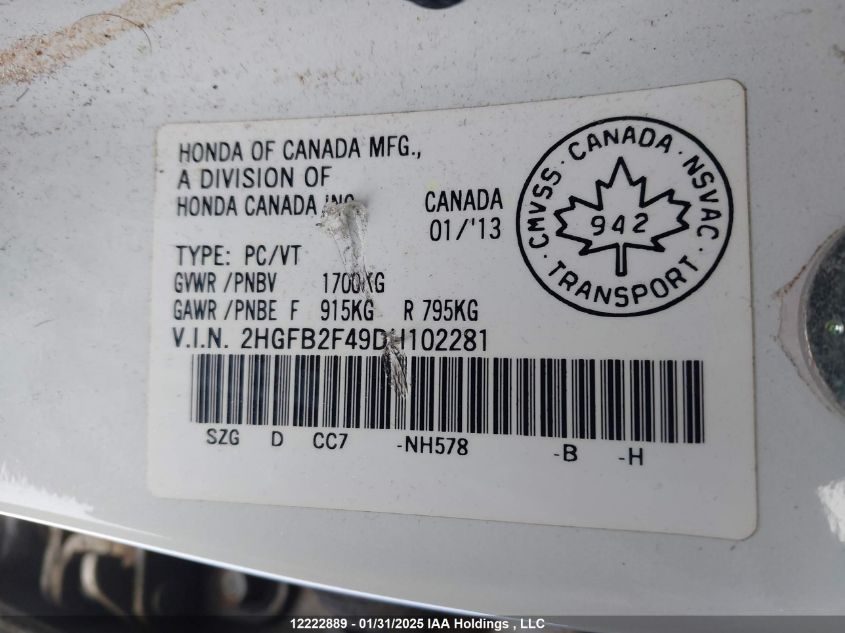 HONDA OF CANADA MFG.,
A DIVISION OF
HONDA CANADA INC.
CANADA
01/'13
TYPE: PC/VT
GVWR/PNBV 1700KG
GAWR/PNBE F 915KG R 795KG
V.I.N. 2HGFB2F49DH102281
SZG D CC7 -NH578 -B -H
CMVSS · CANADA · NSVAC · TRANSPORT ·
942
12222889 - 01/31/2025 IAA Holdings , LLC